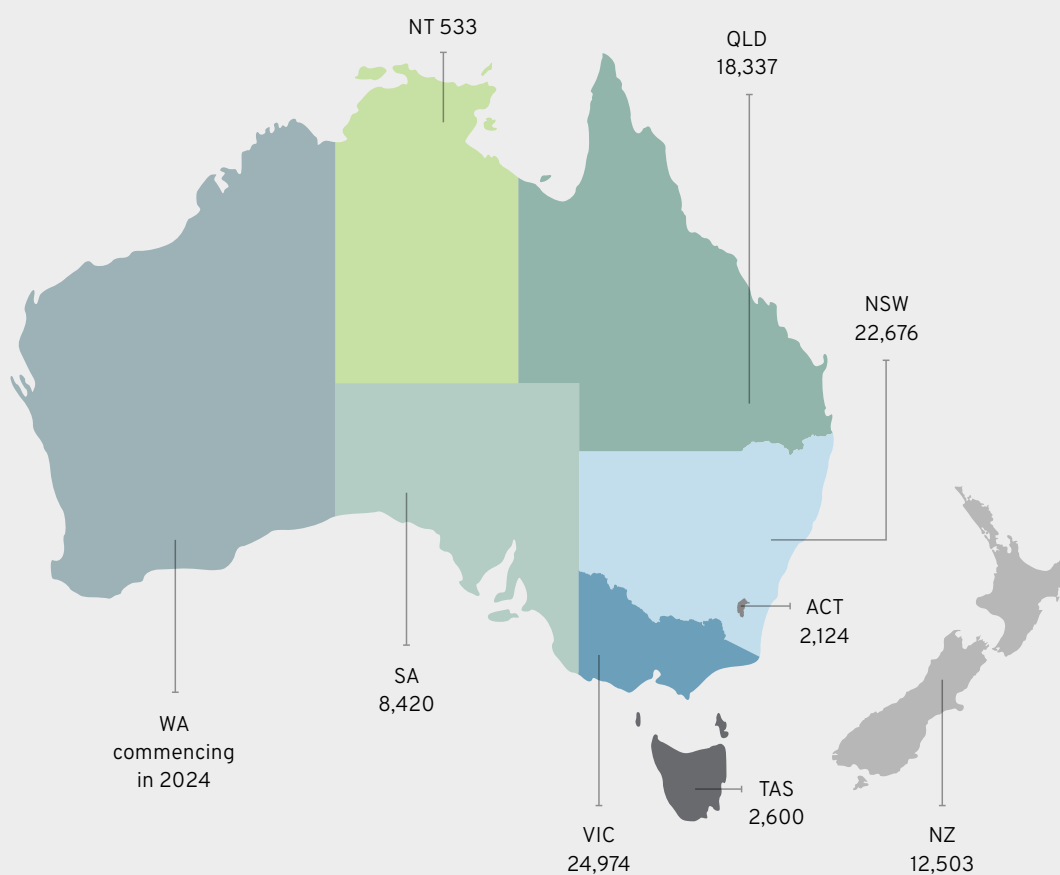 NT 533
QLD
18,337
NSW
22,676
ACT
2,124
SA
8,420
WA
commencing
in 2024
TAS
2,600
VIC
24,974
NZ
12,503